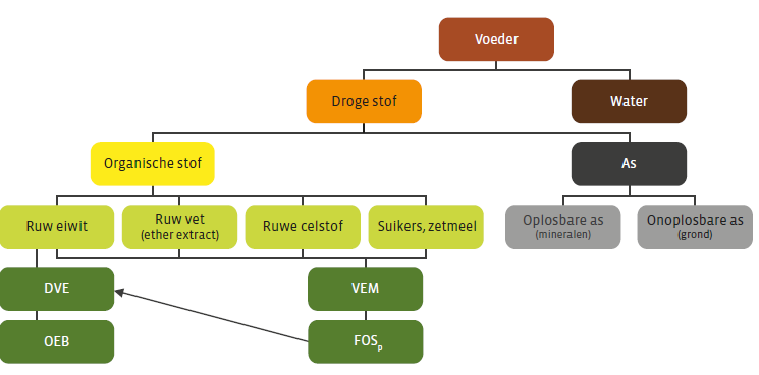 Voeder
Droge stof
Water
Organische stof
As
Ruw eiwit
Ruw vet
(ether extract)
Ruwe celstof
Suikers, zetmeel
Oplosbare as
(mineralen)
Onoplosbare as
(grond)
DVE
VEM
OEB
FOSp